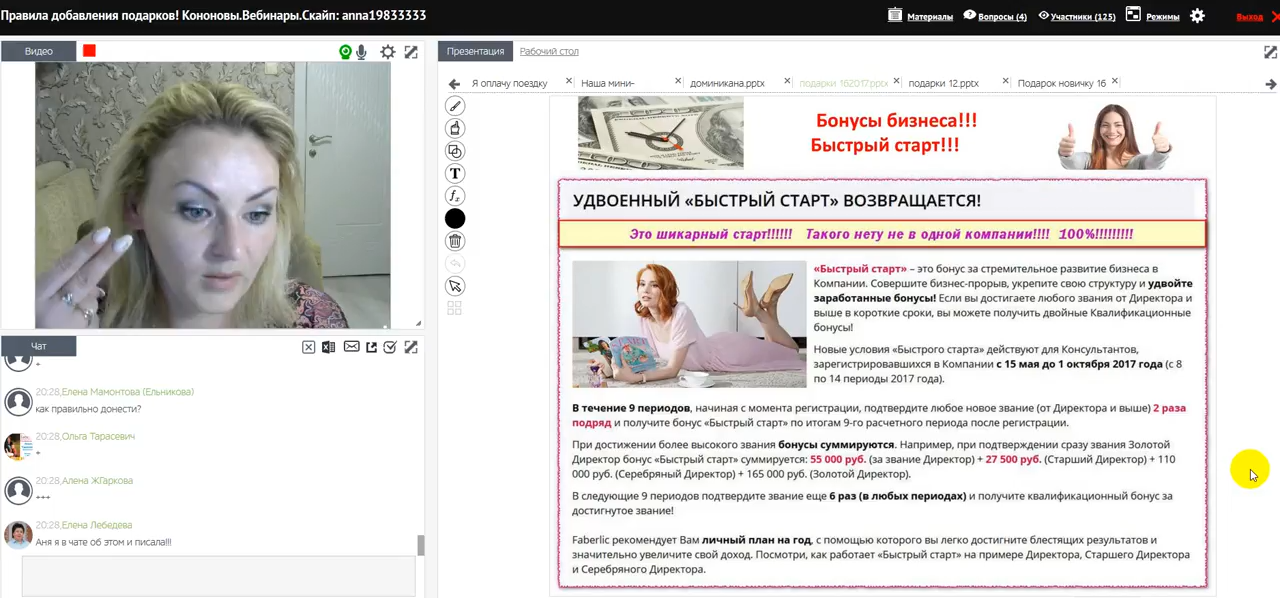 Правила добавления подарков! Кононовы.Вебинары.Скайп: anna19833333
Материалы
Вопросы (4)
Участники (125)
Режимы
Выход
Видео
Презентация
Рабочий стол
Я оплачу поездку
Наша мини-
доминикана.pptx
подарки 162017.pptx
подарки 12.pptx
Подарок новичку 16
Бонусы бизнеса!!!
Быстрый старт!!!
УДВОЕННЫЙ «БЫСТРЫЙ СТАРТ» ВОЗВРАЩАЕТСЯ!
Это шикарный старт!!!!!! Такого нету не в одной компании!!!! 100%!!!!!!!!!
«Быстрый старт» – это бонус за стремительное развитие бизнеса в
Компании. Совершите бизнес-прорыв, укрепите свою структуру и удвойте
заработанные бонусы! Если вы достигаете любого звания от Директора и
выше в короткие сроки, вы можете получить двойные Квалификационные
бонусы!
Новые условия «Быстрого старта» действуют для Консультантов,
зарегистрировавшихся в Компании с 15 мая до 1 октября 2017 года (с 8
по 14 периоды 2017 года).
В течение 9 периодов, начиная с момента регистрации, подтвердите любое новое звание (от Директора и выше) 2 раза
подряд и получите бонус «Быстрый старт» по итогам 9-го расчетного периода после регистрации.
При достижении более высокого звания бонусы суммируются. Например, при подтверждении сразу звания Золотой
Директор бонус «Быстрый старт» суммируется: 55 000 руб. (за звание Директор) + 27 500 руб. (Старший Директор) + 110
000 руб. (Серебряный Директор) + 165 000 руб. (Золотой Директор).
В следующие 9 периодов подтвердите звание еще 6 раз (в любых периодах) и получите квалификационный бонус за
достигнутое звание!
Faberlic рекомендует Вам личный план на год, с помощью которого вы легко достигните блестящих результатов и
значительно увеличите свой доход. Посмотри, как работает «Быстрый старт» на примере Директора, Старшего Директора
и Серебряного Директора.
Чат
+
20:28,Елена Мамонтова (Ельникова)
как правильно донести?
20:28,Ольга Тарасевич
+
20:28,Алена ЖГаркова
+++
20:28,Елена Лебедева
Аня я в чате об этом и писала!!!